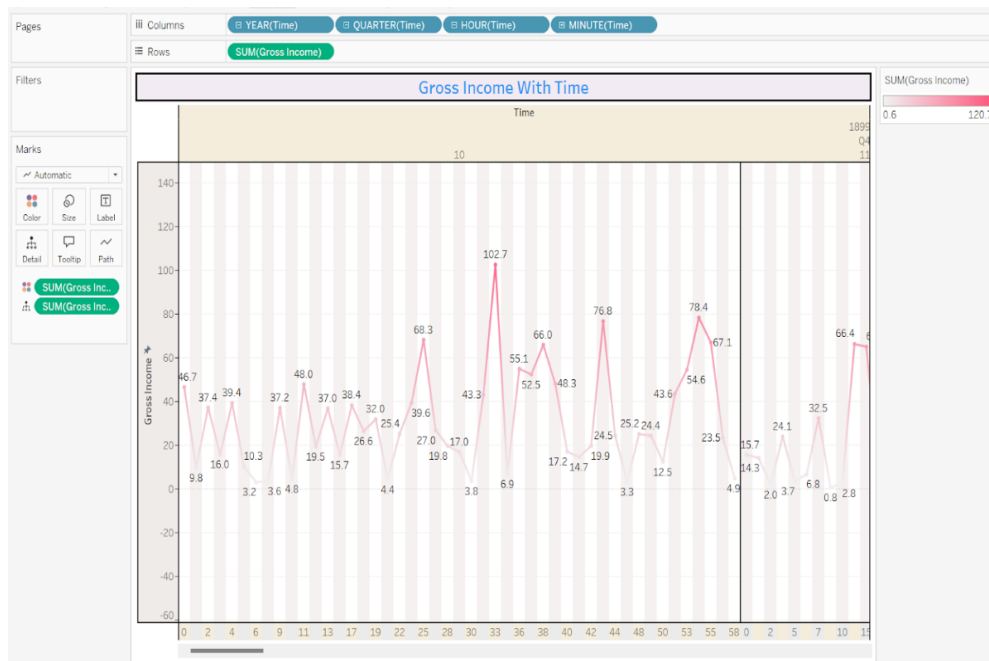 Pages
Columns YEAR(Time) QUARTER(Time) HOUR(Time) MINUTE(Time)
Rows SUM(Gross Income)
Filters
Marks
Automatic
Color Size Label
Detail Tooltip Path
SUM(Gross Inc..
SUM(Gross Inc..
Gross Income With Time
Time
1899
Q4
10 11
Gross Income
140
120
100
80
60
40
20
0
-20
-40
-60
102.7
76.8 78.4
68.3 66.0 67.1 66.4
55.1 52.5 54.6
46.7 48.0 48.3
37.4 39.4 37.2 37.0 38.4 39.6 43.3 43.6
32.0 32.5
26.6 25.4 27.0 24.5 25.2 24.4 23.5 24.1
16.0 19.5 15.7 19.8 17.0 17.2 14.7 19.9 15.7
9.8 10.3 12.5 14.3
3.2 3.6 4.8 4.4 3.8 6.9 3.3 4.9 2.0 3.7 6.8 0.8 2.8
0 2 4 6 9 11 13 17 19 22 25 28 30 33 36 38 40 42 44 48 50 53 55 58 0 2 5 7 10 15
SUM(Gross Income)
0.6 120.7